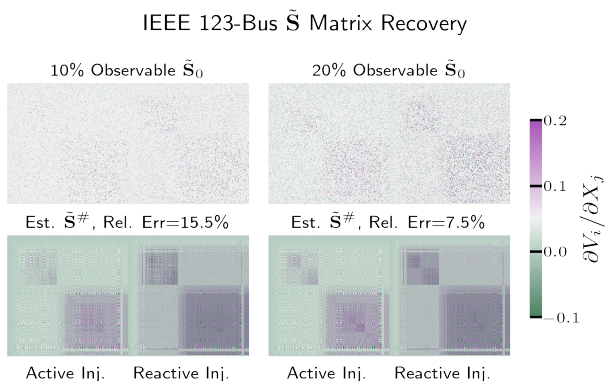 IEEE 123-Bus S̃ Matrix Recovery
10% Observable S̃₀
20% Observable S̃₀
Est. S̃#, Rel. Err=15.5%
Est. S̃#, Rel. Err=7.5%
Active Inj.
Reactive Inj.
Active Inj.
Reactive Inj.
0.2
0.1
0.0
−0.1
∂Vᵢ/∂Xⱼ